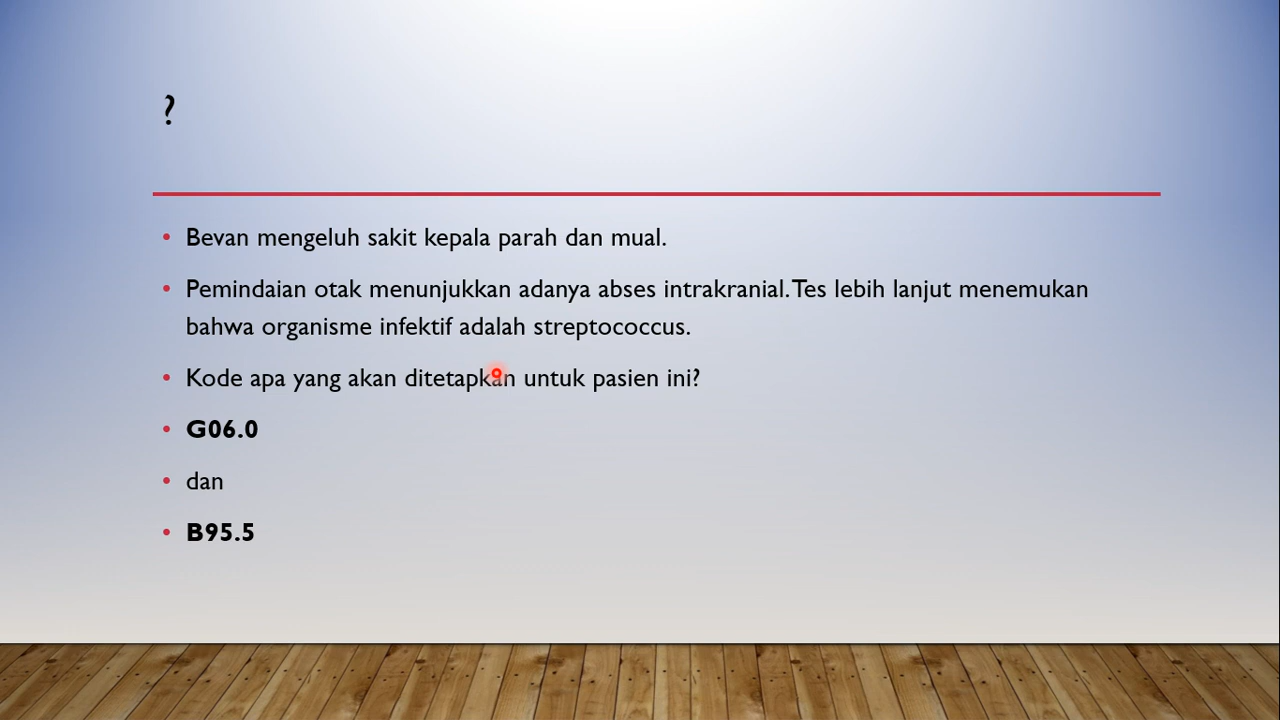 ?
• Bevan mengeluh sakit kepala parah dan mual.
• Pemindaian otak menunjukkan adanya abses intrakranial. Tes lebih lanjut menemukan
bahwa organisme infektif adalah streptococcus.
• Kode apa yang akan ditetapkan untuk pasien ini?
• G06.0
• dan
• B95.5